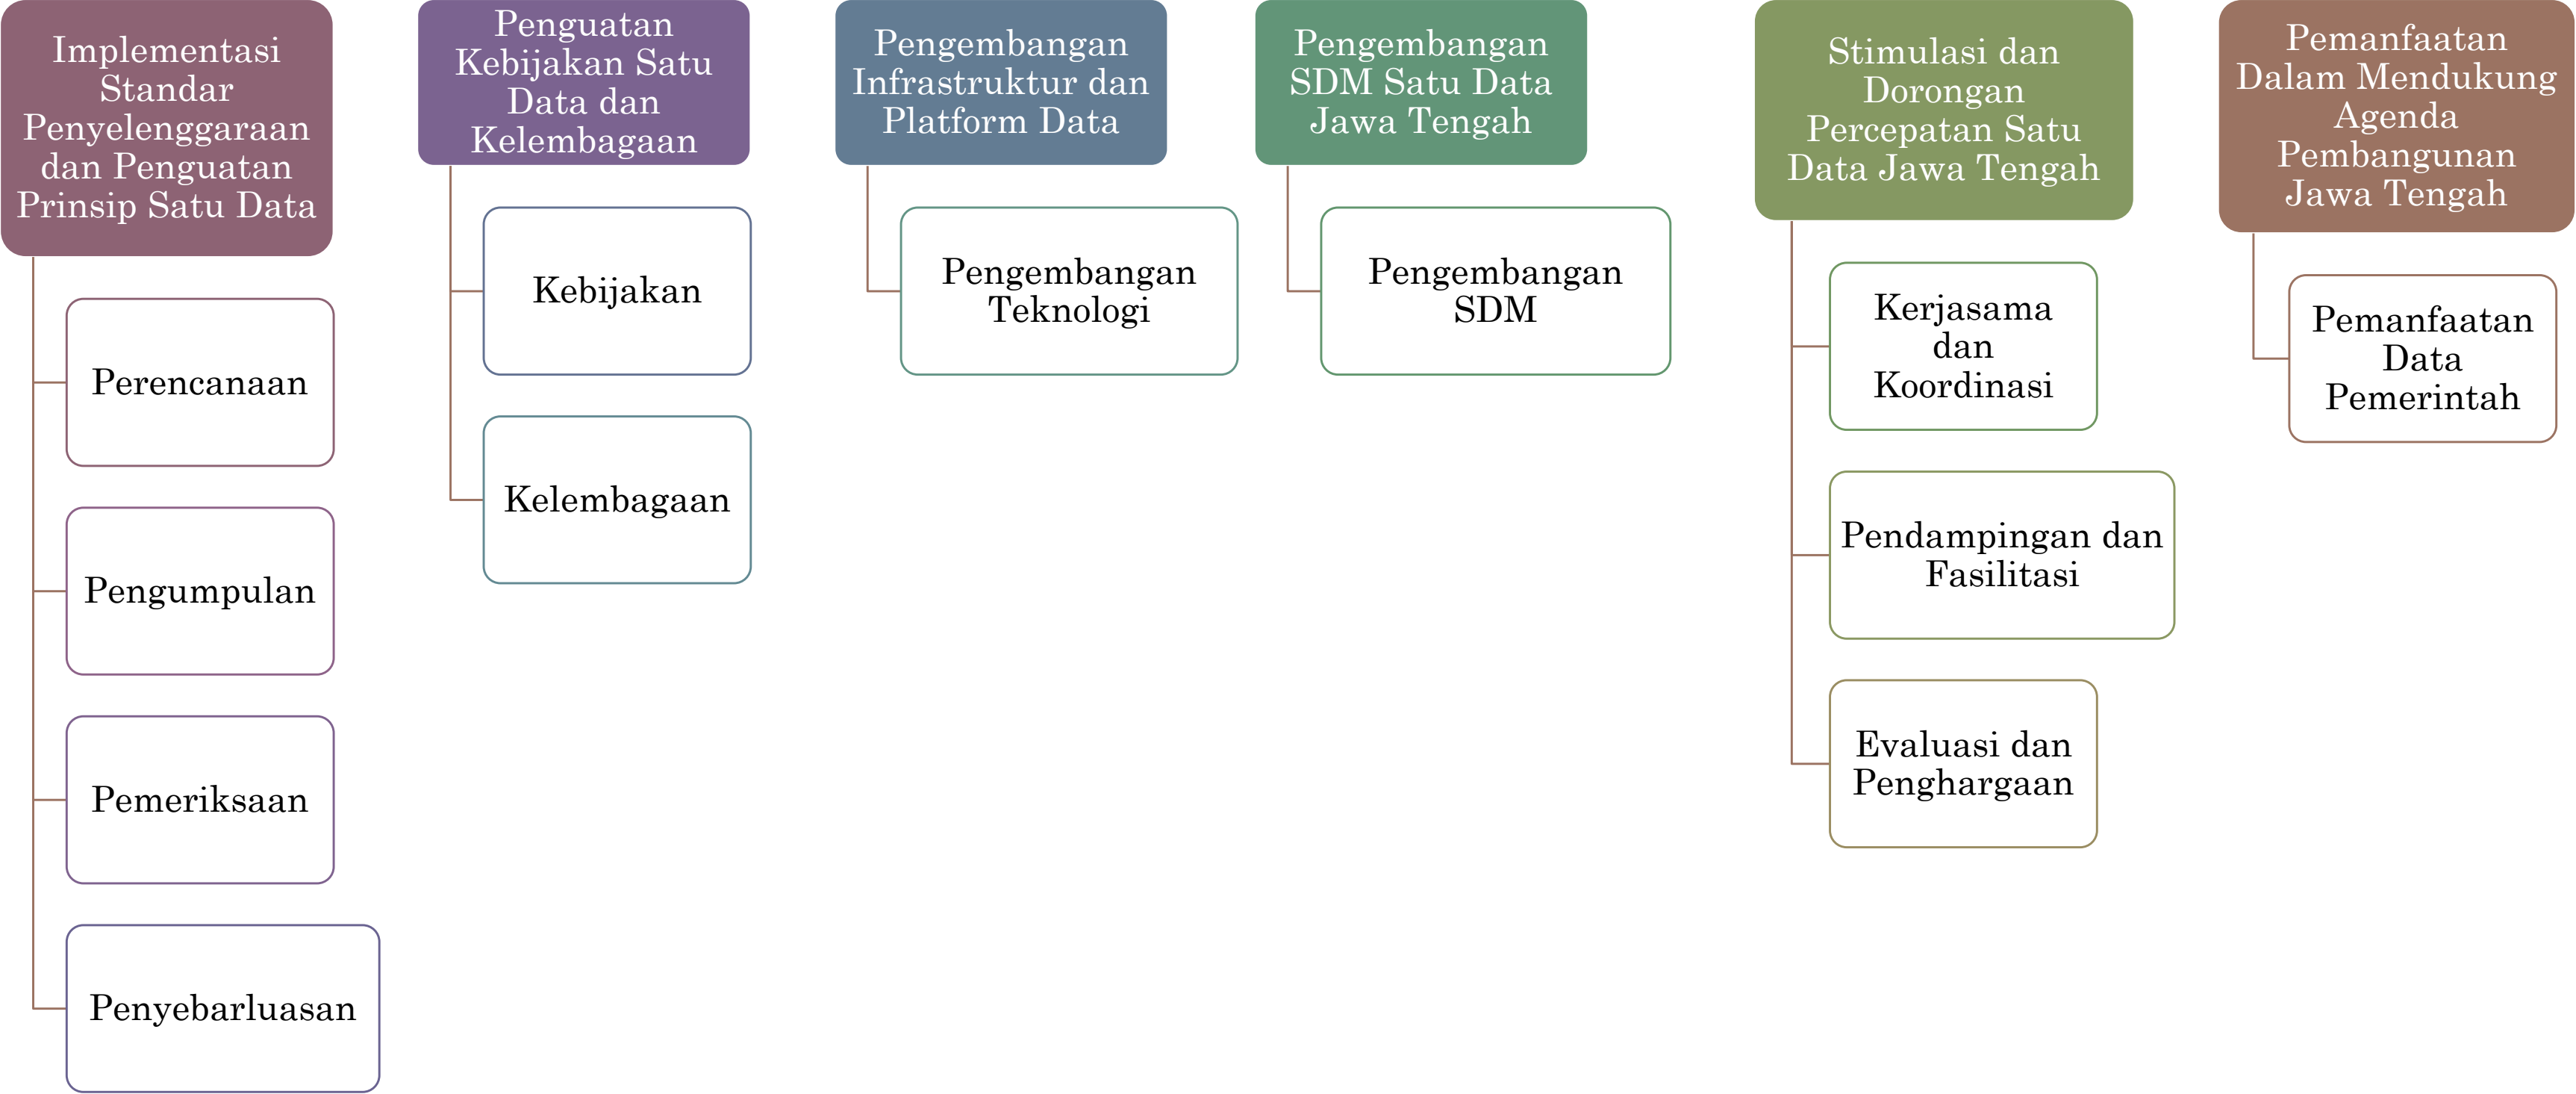 Implementasi
Standar
Penyelenggaraan
dan Penguatan
Prinsip Satu Data
Perencanaan
Pengumpulan
Pemeriksaan
Penyebarluasan
Penguatan
Kebijakan Satu
Data dan
Kelembagaan
Kebijakan
Kelembagaan
Pengembangan
Infrastruktur dan
Platform Data
Pengembangan
Teknologi
Pengembangan
SDM Satu Data
Jawa Tengah
Pengembangan
SDM
Stimulasi dan
Dorongan
Percepatan Satu
Data Jawa Tengah
Kerjasama
dan
Koordinasi
Pendampingan dan
Fasilitasi
Evaluasi dan
Penghargaan
Pemanfaatan
Dalam Mendukung
Agenda
Pembangunan
Jawa Tengah
Pemanfaatan
Data
Pemerintah